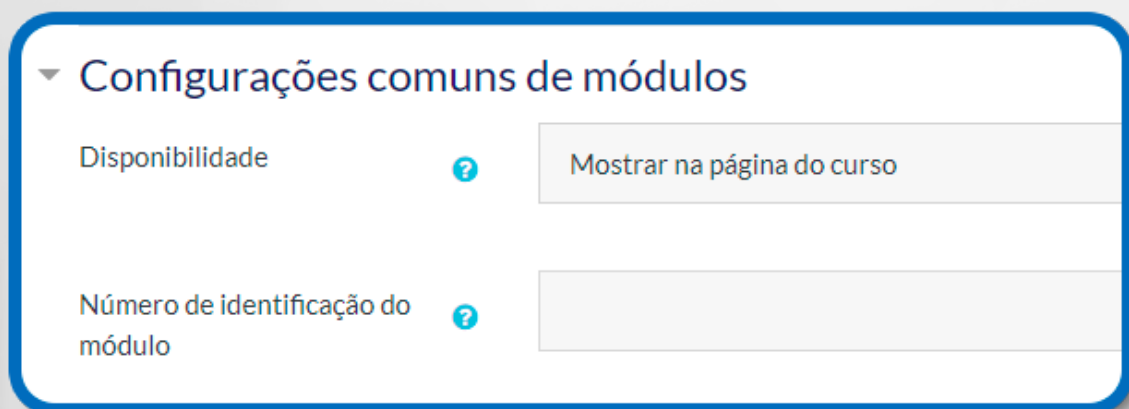 Configurações comuns de módulos
Disponibilidade
Mostrar na página do curso
Número de identificação do
módulo